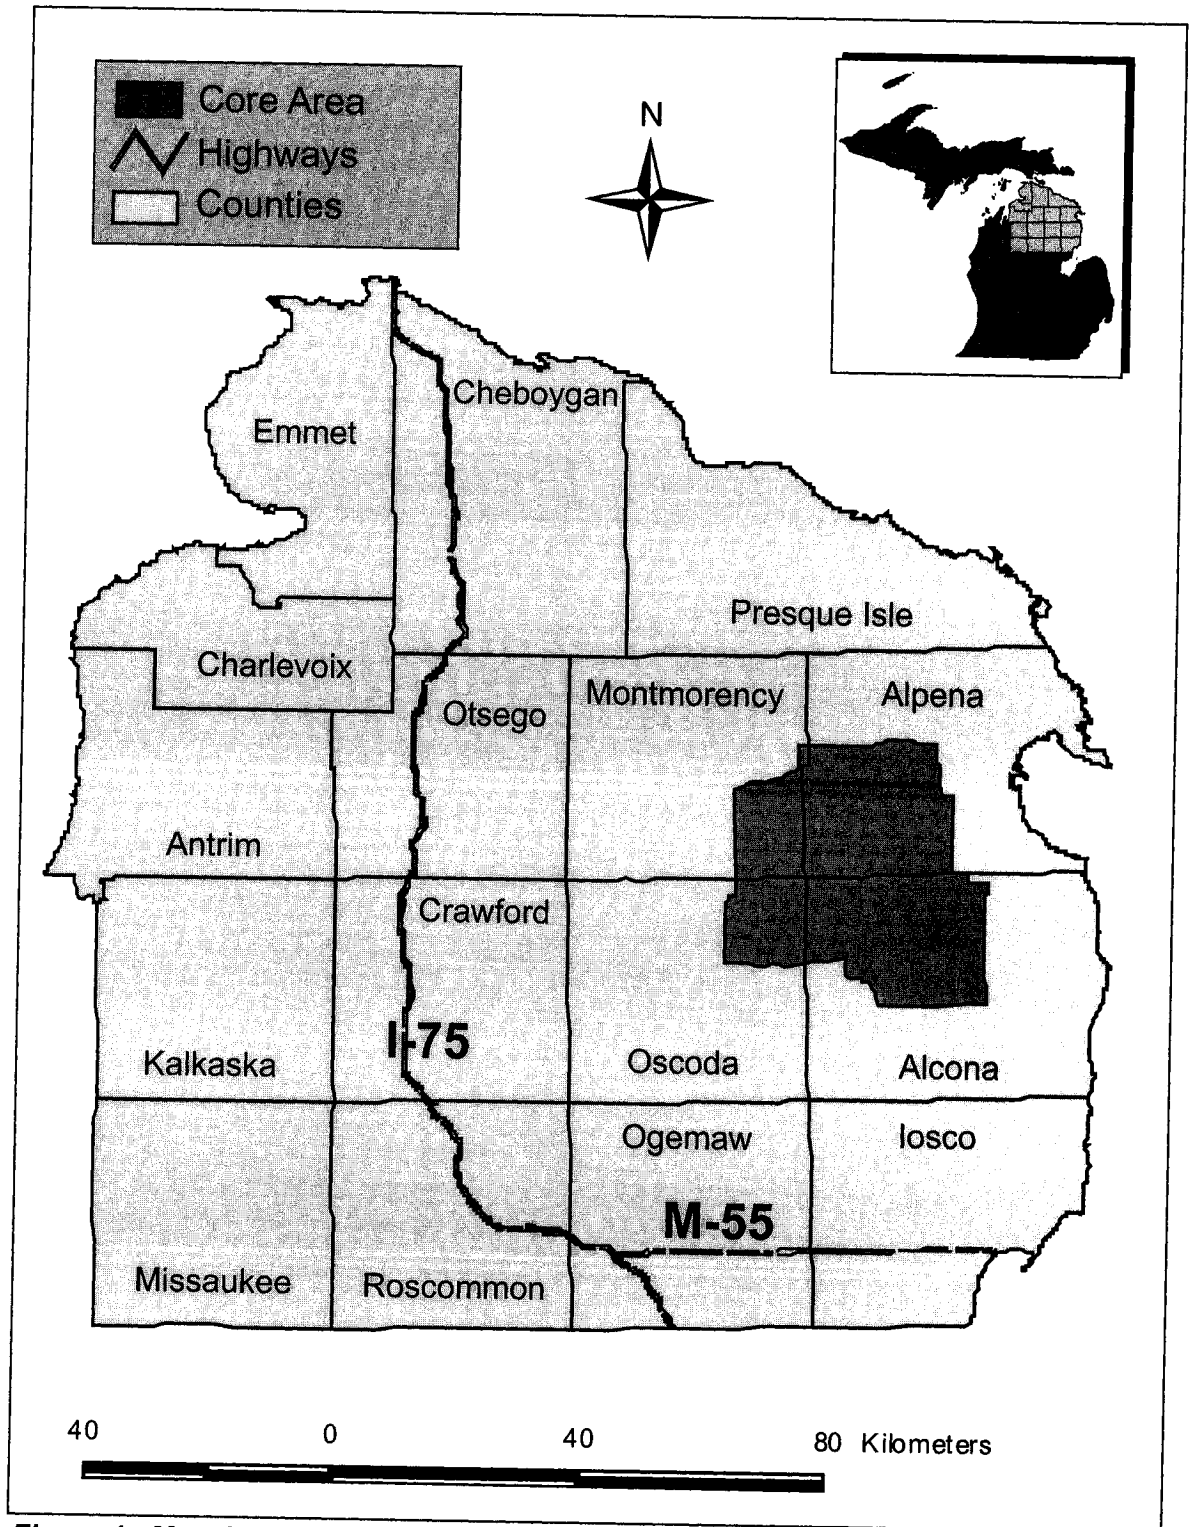 Core Area
Highways
Counties
N
Cheboygan
Emmet
Presque Isle
Charlevoix
Montmorency
Alpena
Otsego
Antrim
Crawford
I-75
Kalkaska
Oscoda
Alcona
Ogemaw
Iosco
M-55
Missaukee
Roscommon
40 0 40 80 Kilometers